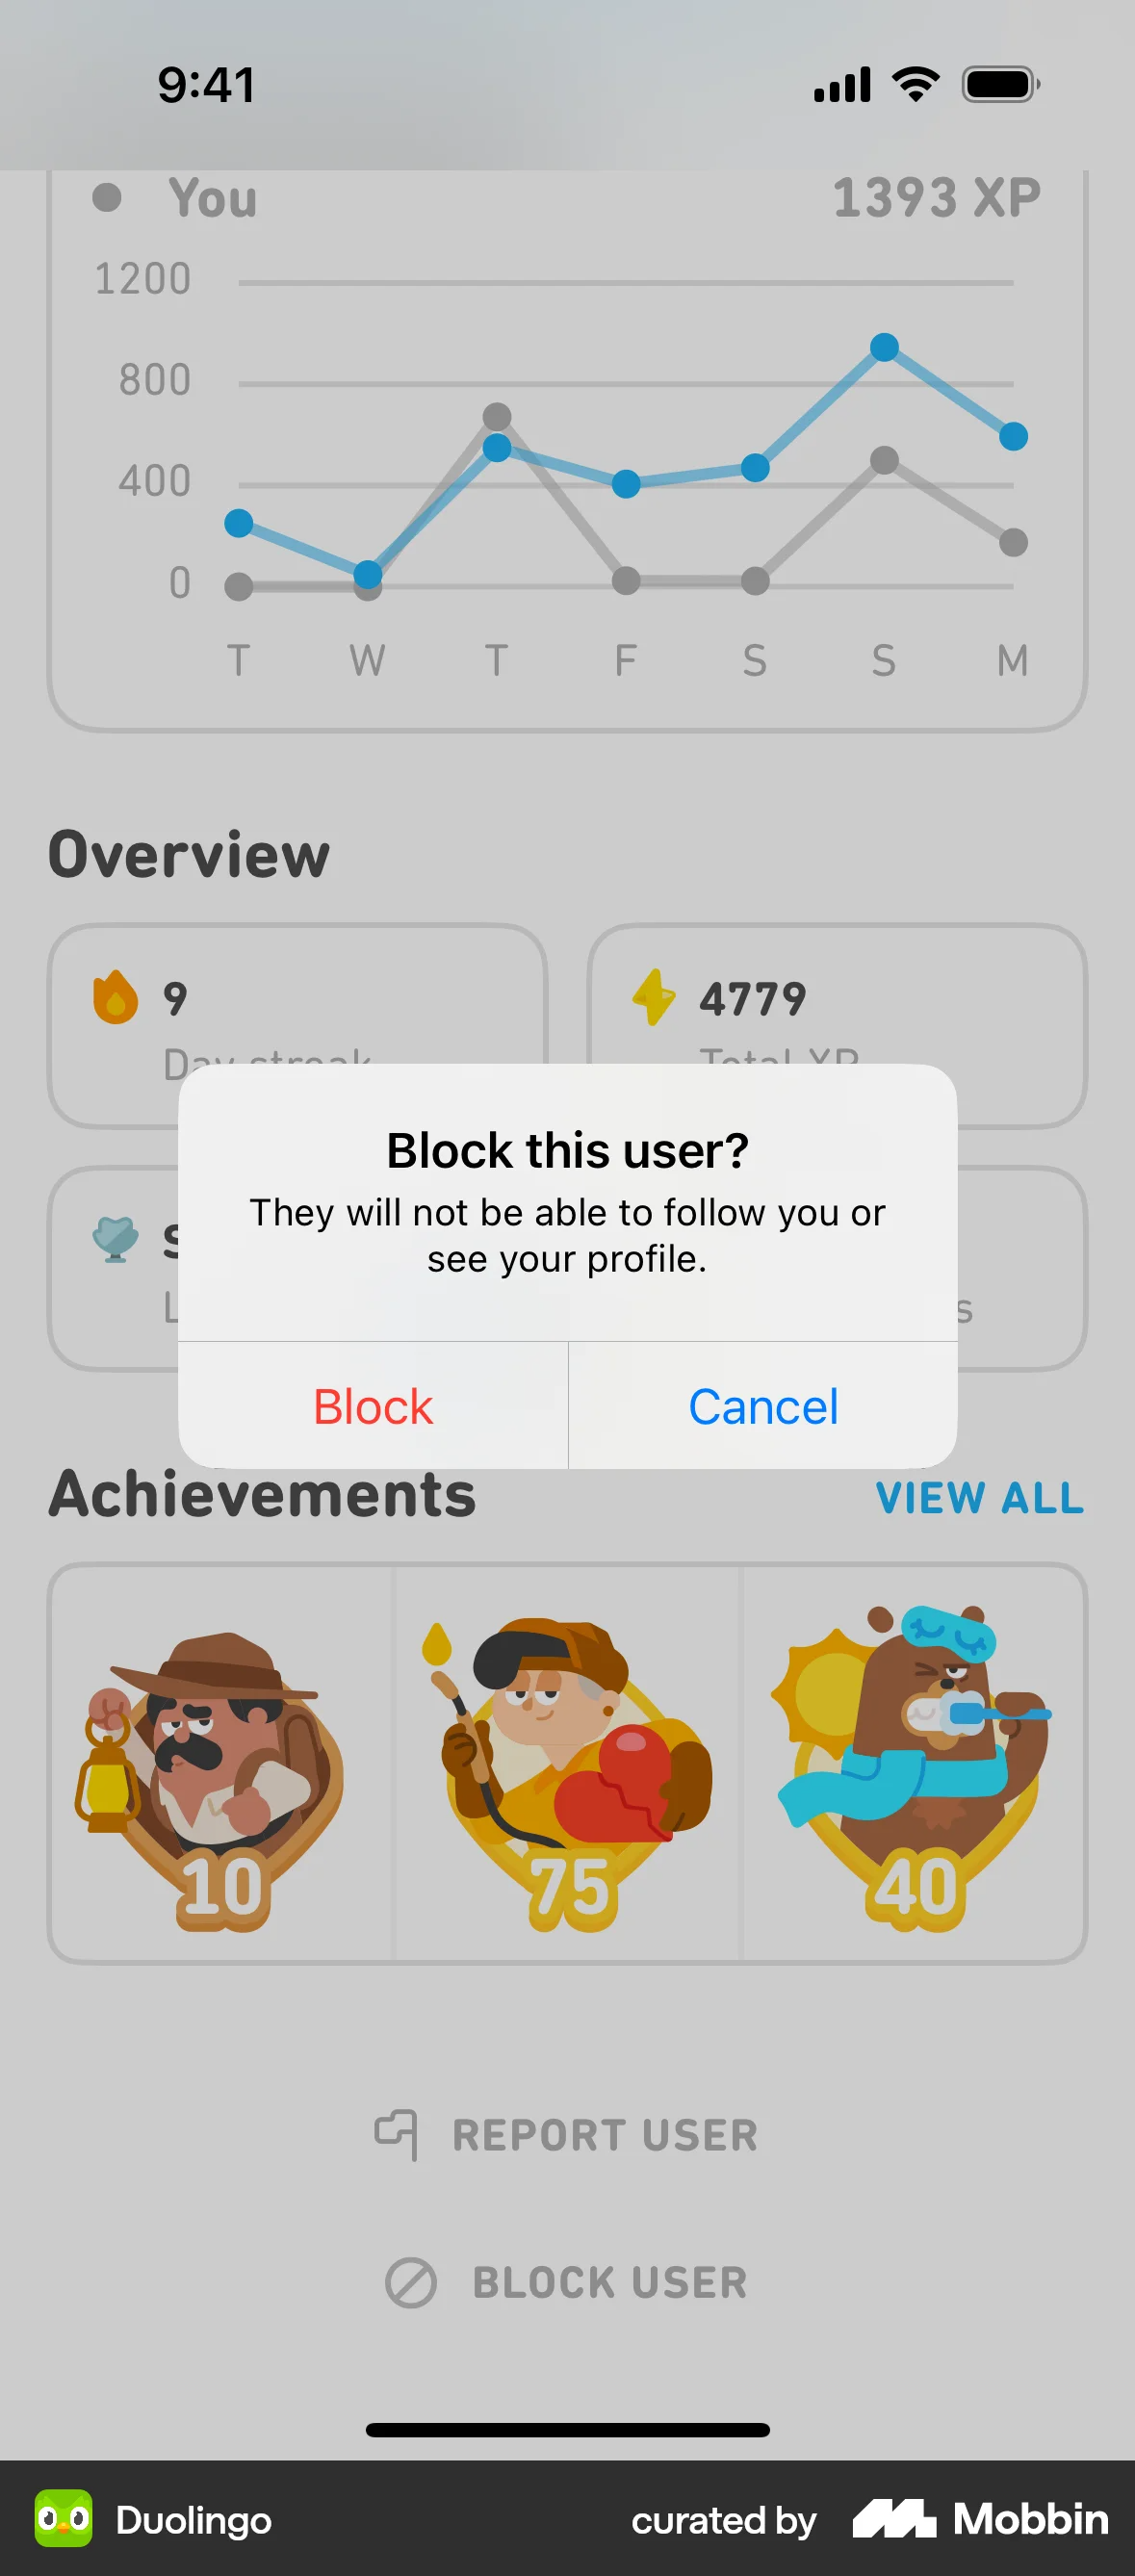 9:41
You 1393 XP
1200
800
400
0
T W T F S S M
Overview
9
Day streak
4779
Total XP
Block this user?
They will not be able to follow you or
see your profile.
Block Cancel
Achievements VIEW ALL
10 75 40
REPORT USER
BLOCK USER
Duolingo curated by Mobbin